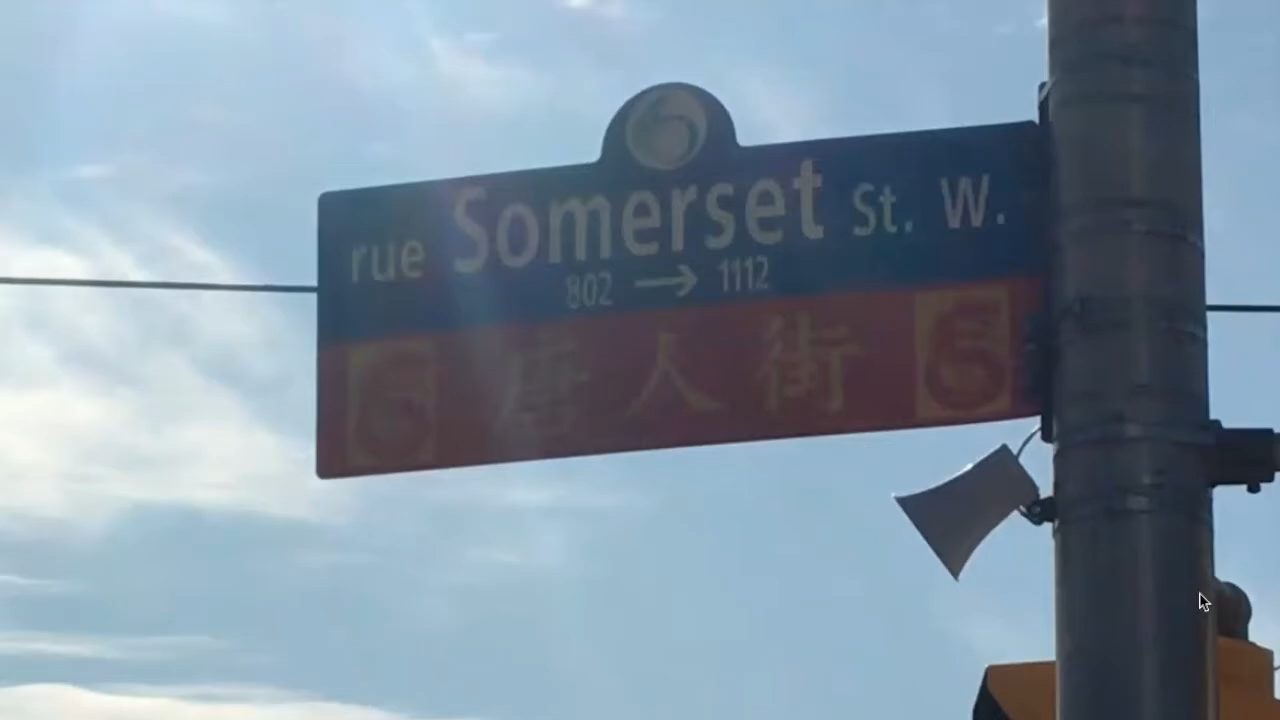 rue Somerset St. W.
802 → 1112
唐人街